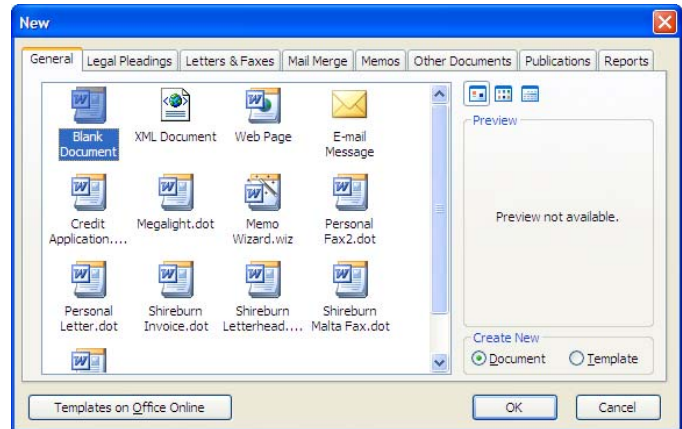 New
General Legal Pleadings Letters & Faxes Mail Merge Memos Other Documents Publications Reports
Blank Document
XML Document
Web Page
E-mail Message
Credit Application....
Megalight.dot
Memo Wizard.wiz
Personal Fax2.dot
Personal Letter.dot
Shireburn Invoice.dot
Shireburn Letterhead....
Shireburn Malta Fax.dot
Preview
Preview not available.
Create New
Document Template
Templates on Office Online
OK Cancel